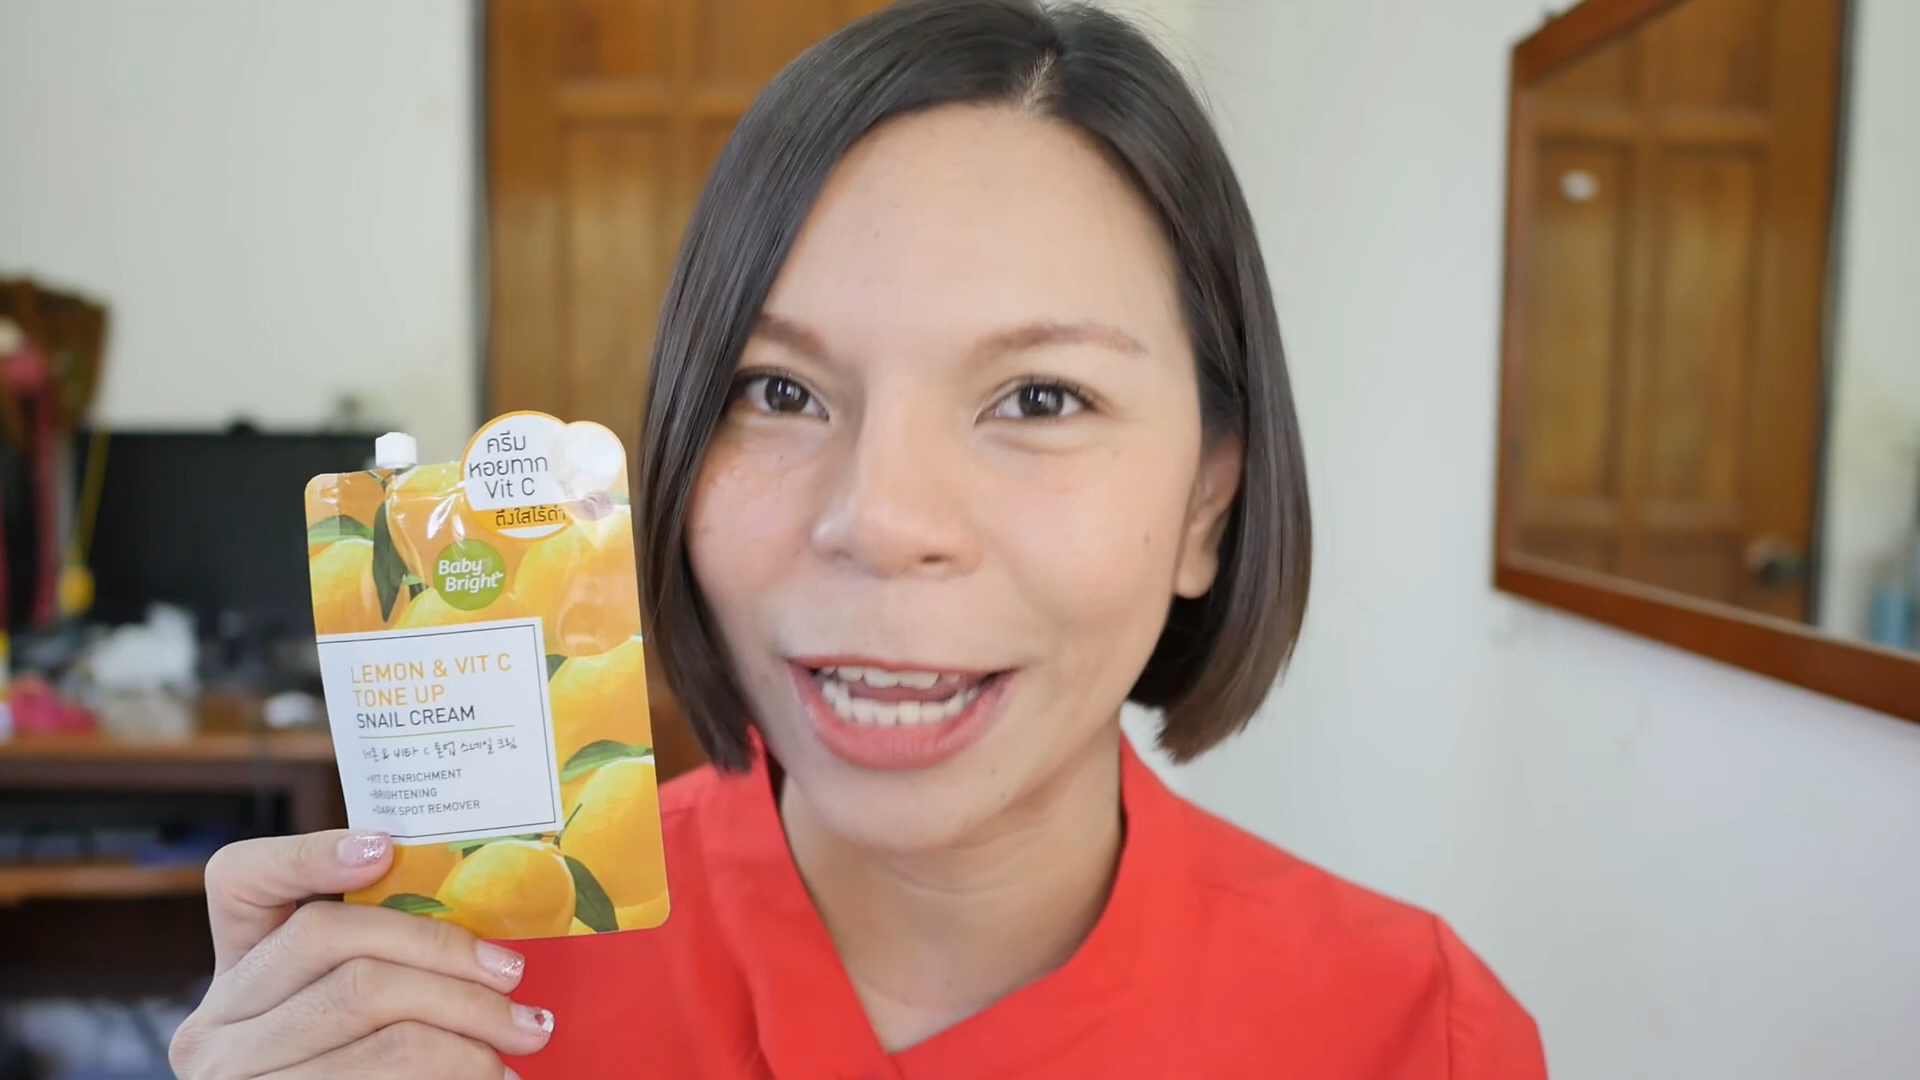 ครีม
หอยทาก
Vit C
ตึงใสไร้ดำ
Baby
Bright
LEMON & VIT C
TONE UP
SNAIL CREAM
레몬 & 비타 C 톤업 스네일 크림
•VIT C ENRICHMENT
•BRIGHTENING
•DARK SPOT REMOVER